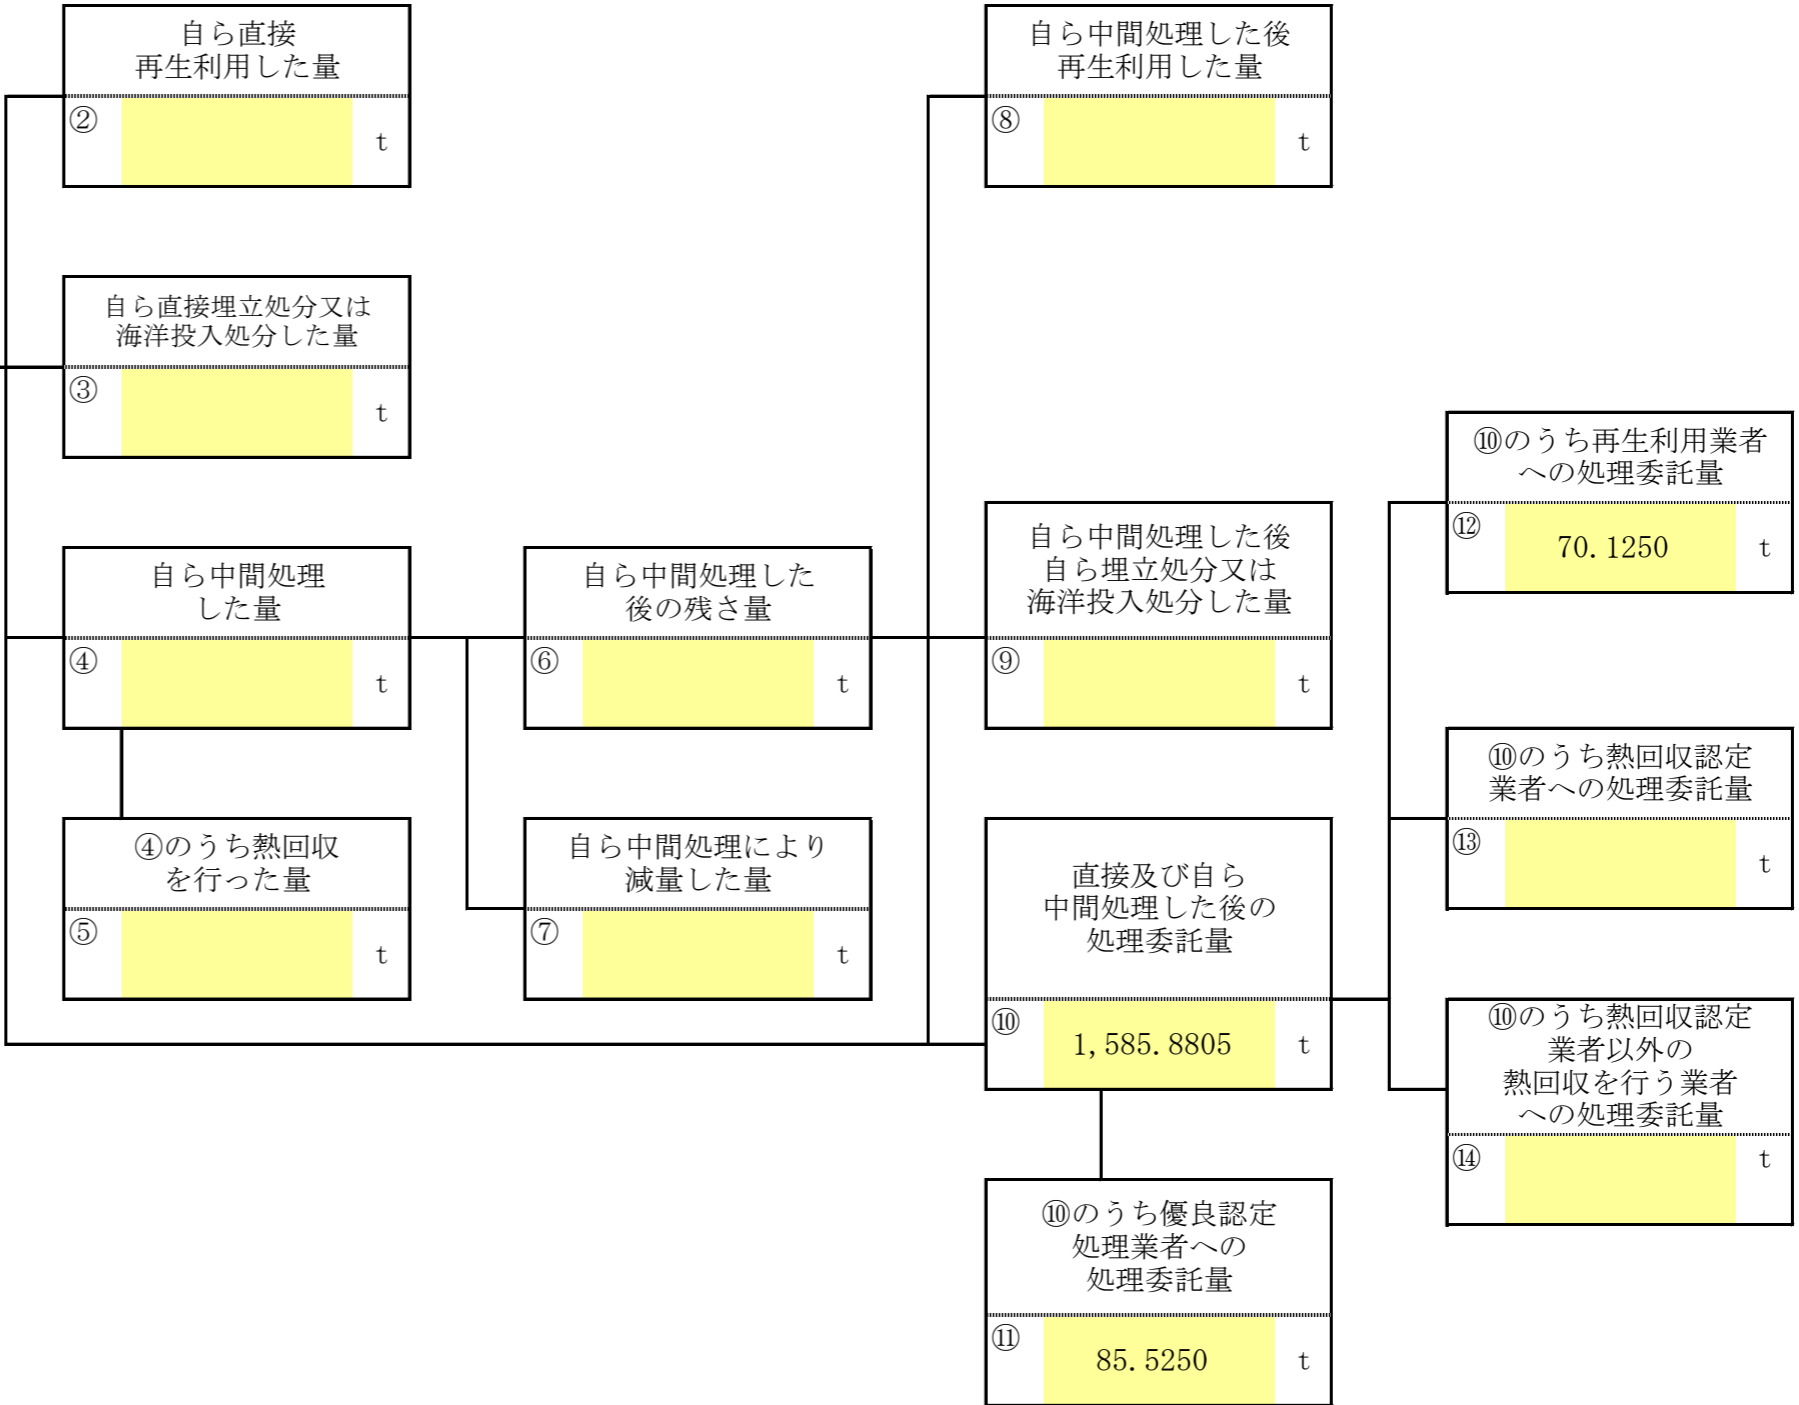 自ら直接
再生利用した量
②
t
自ら中間処理した後
再生利用した量
⑧
t
自ら直接埋立処分又は
海洋投入処分した量
③
t
⑩のうち再生利用業者
への処理委託量
⑫
70.1250
t
自ら中間処理
した量
④
t
自ら中間処理した
後の残さ量
⑥
t
自ら中間処理した後
自ら埋立処分又は
海洋投入処分した量
⑨
t
⑩のうち熱回収認定
業者への処理委託量
⑬
t
④のうち熱回収
を行った量
⑤
t
自ら中間処理により
減量した量
⑦
t
直接及び自ら
中間処理した後の
処理委託量
⑩
1,585.8805
t
⑩のうち熱回収認定
業者以外の
熱回収を行う業者
への処理委託量
⑭
t
⑩のうち優良認定
処理業者への
処理委託量
⑪
85.5250
t